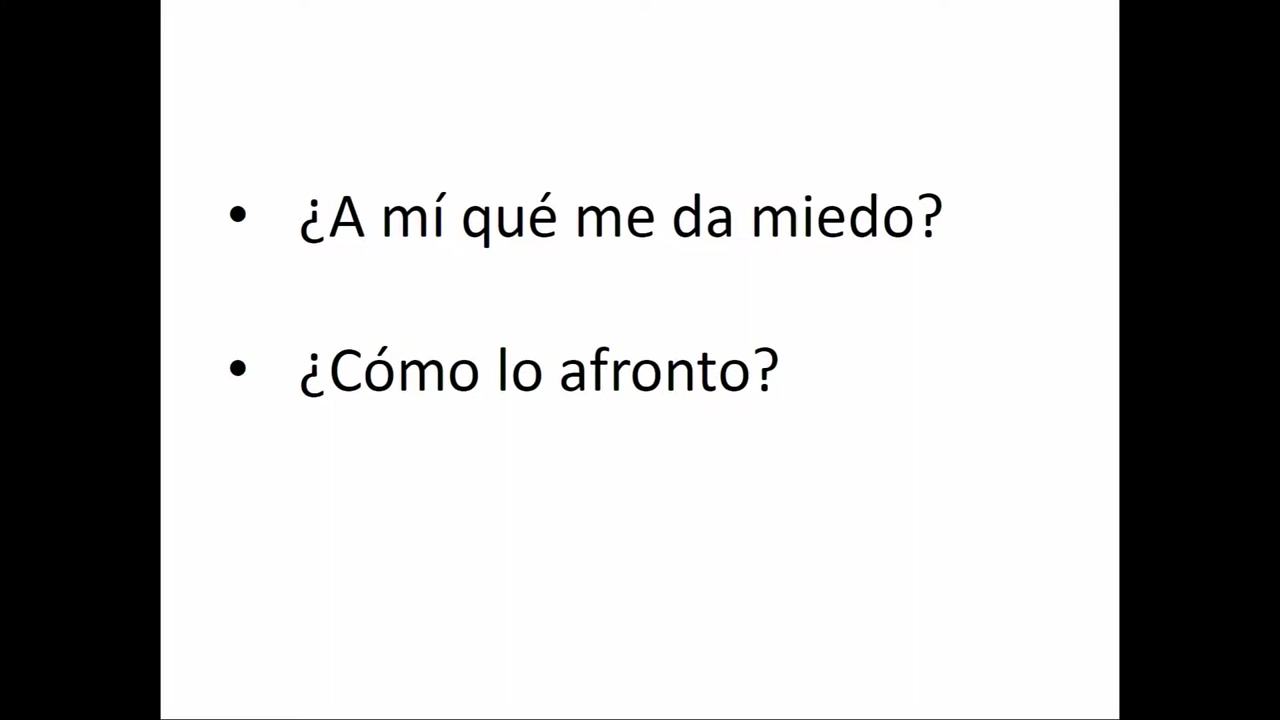 • ¿A mí qué me da miedo?
• ¿Cómo lo afronto?